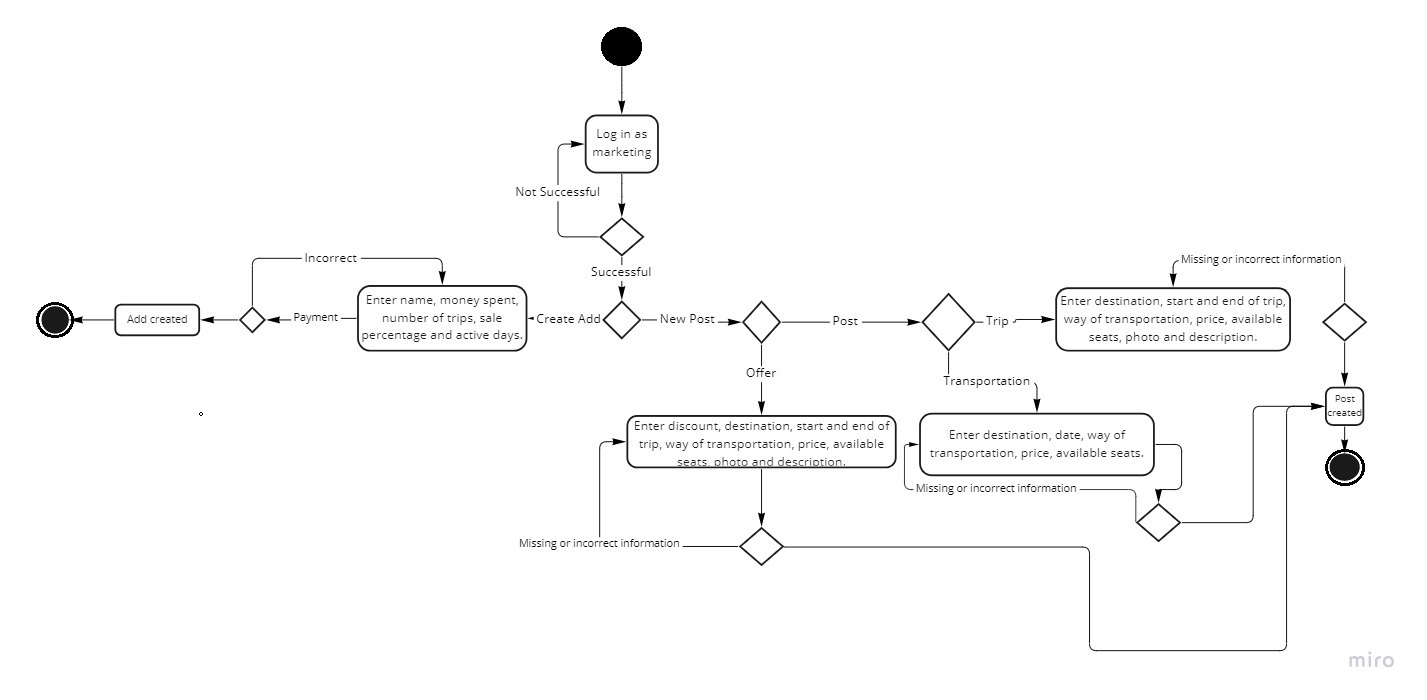 Log in as
marketing
Not Successful
Successful
Missing or incorrect information
Incorrect
Enter name, money spent,
number of trips, sale
percentage and active days.
Payment
Add created
Create Add
New Post
Post
Trip
Enter destination, start and end of trip,
way of transportation, price, available
seats, photo and description.
Offer
Transportation
Post
created
Enter discount, destination, start and end of
trip, way of transportation, price, available
seats, photo and description.
Enter destination, date, way of
transportation, price, available seats.
Missing or incorrect information
Missing or incorrect information
miro